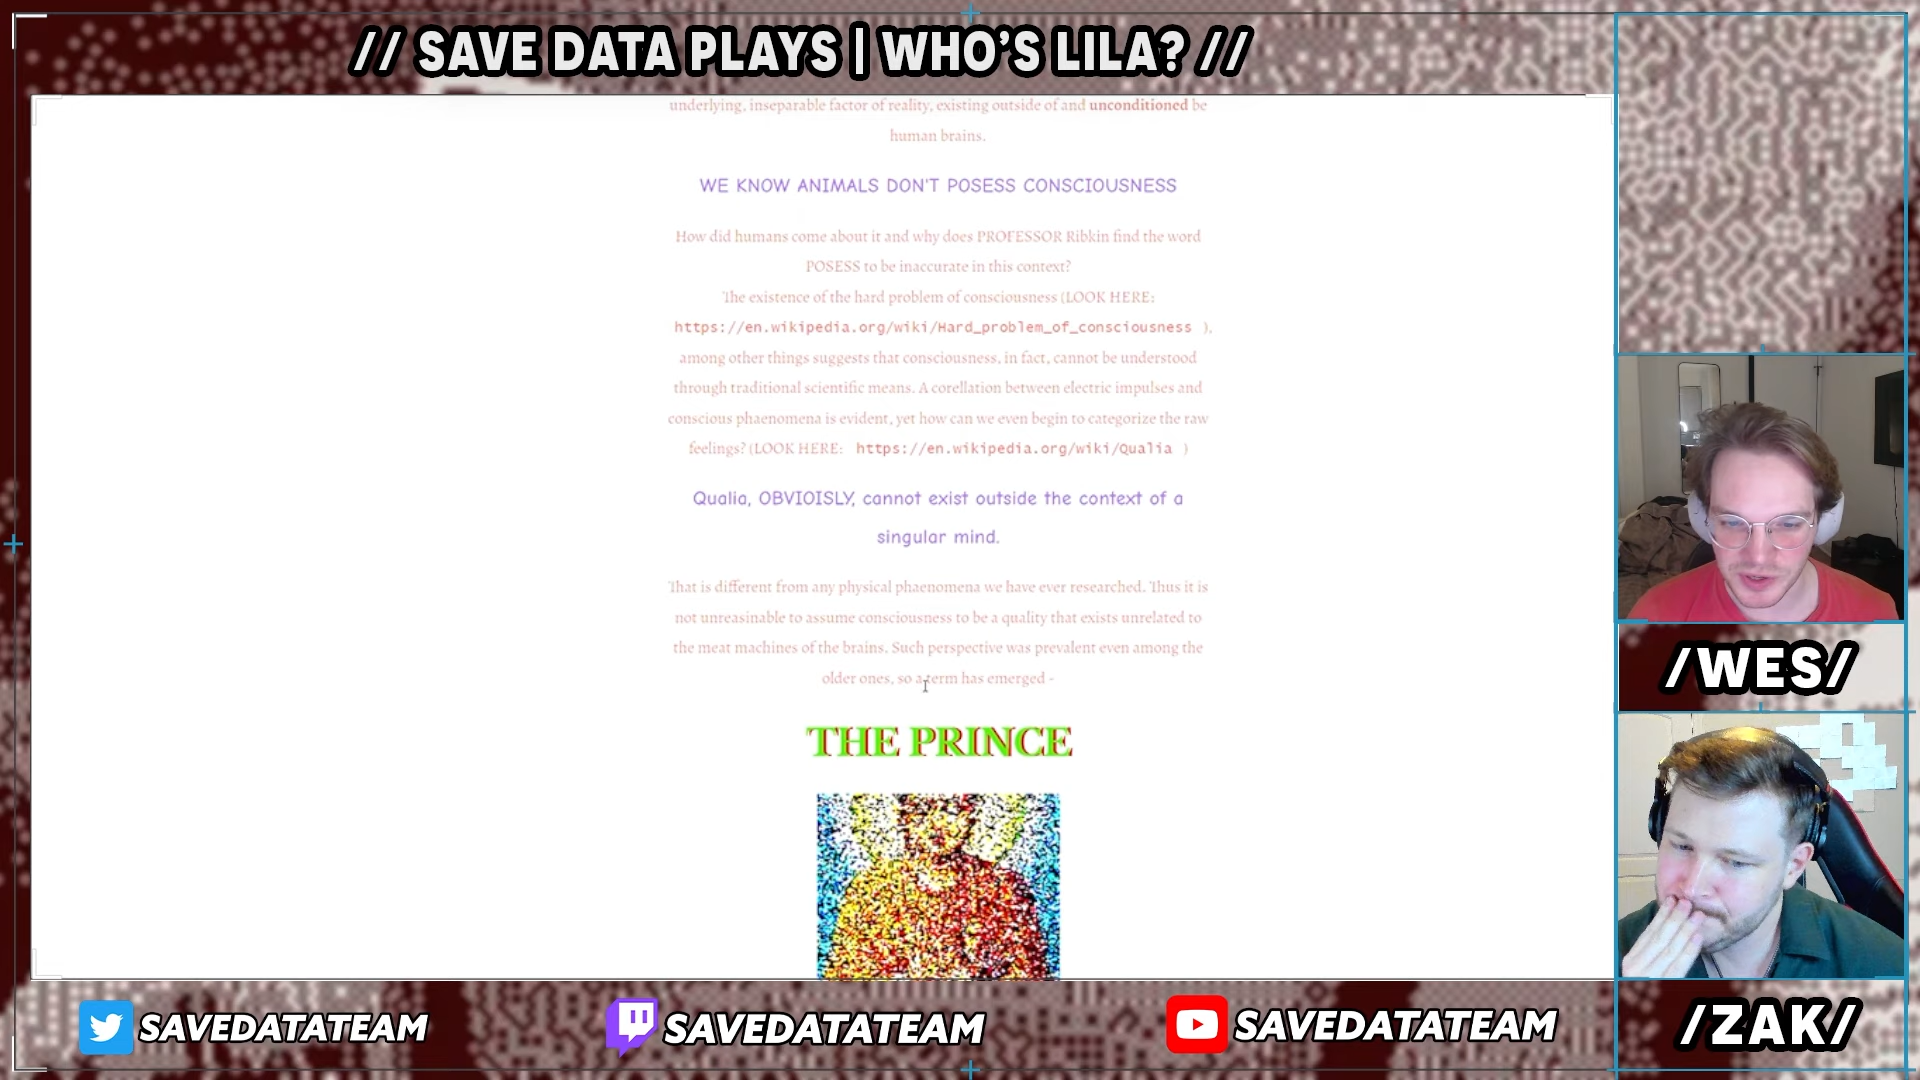 // SAVE DATA PLAYS | WHO'S LILA? //
underlying, inseparable factor of reality, existing outside of and unconditioned be
human brains.
WE KNOW ANIMALS DON'T POSESS CONSCIOUSNESS
How did humans come about it and why does PROFESSOR Ribkin find the word
POSESS to be inaccurate in this context?
The existence of the hard problem of consciousness (LOOK HERE:
https://en.wikipedia.org/wiki/Hard_problem_of_consciousness ),
among other things suggests that consciousness, in fact, cannot be understood
through traditional scientific means. A corellation between electric impulses and
conscious phaenomena is evident, yet how can we even begin to categorize the raw
feelings? (LOOK HERE: https://en.wikipedia.org/wiki/Qualia )
Qualia, OBVIOISLY, cannot exist outside the context of a
singular mind.
That is different from any physical phaenomena we have ever researched. Thus it is
not unreasinable to assume consciousness to be a quality that exists unrelated to
the meat machines of the brains. Such perspective was prevalent even among the
older ones, so a term has emerged -
THE PRINCE
/WES/
/ZAK/
SAVEDATATEAM
SAVEDATATEAM
SAVEDATATEAM